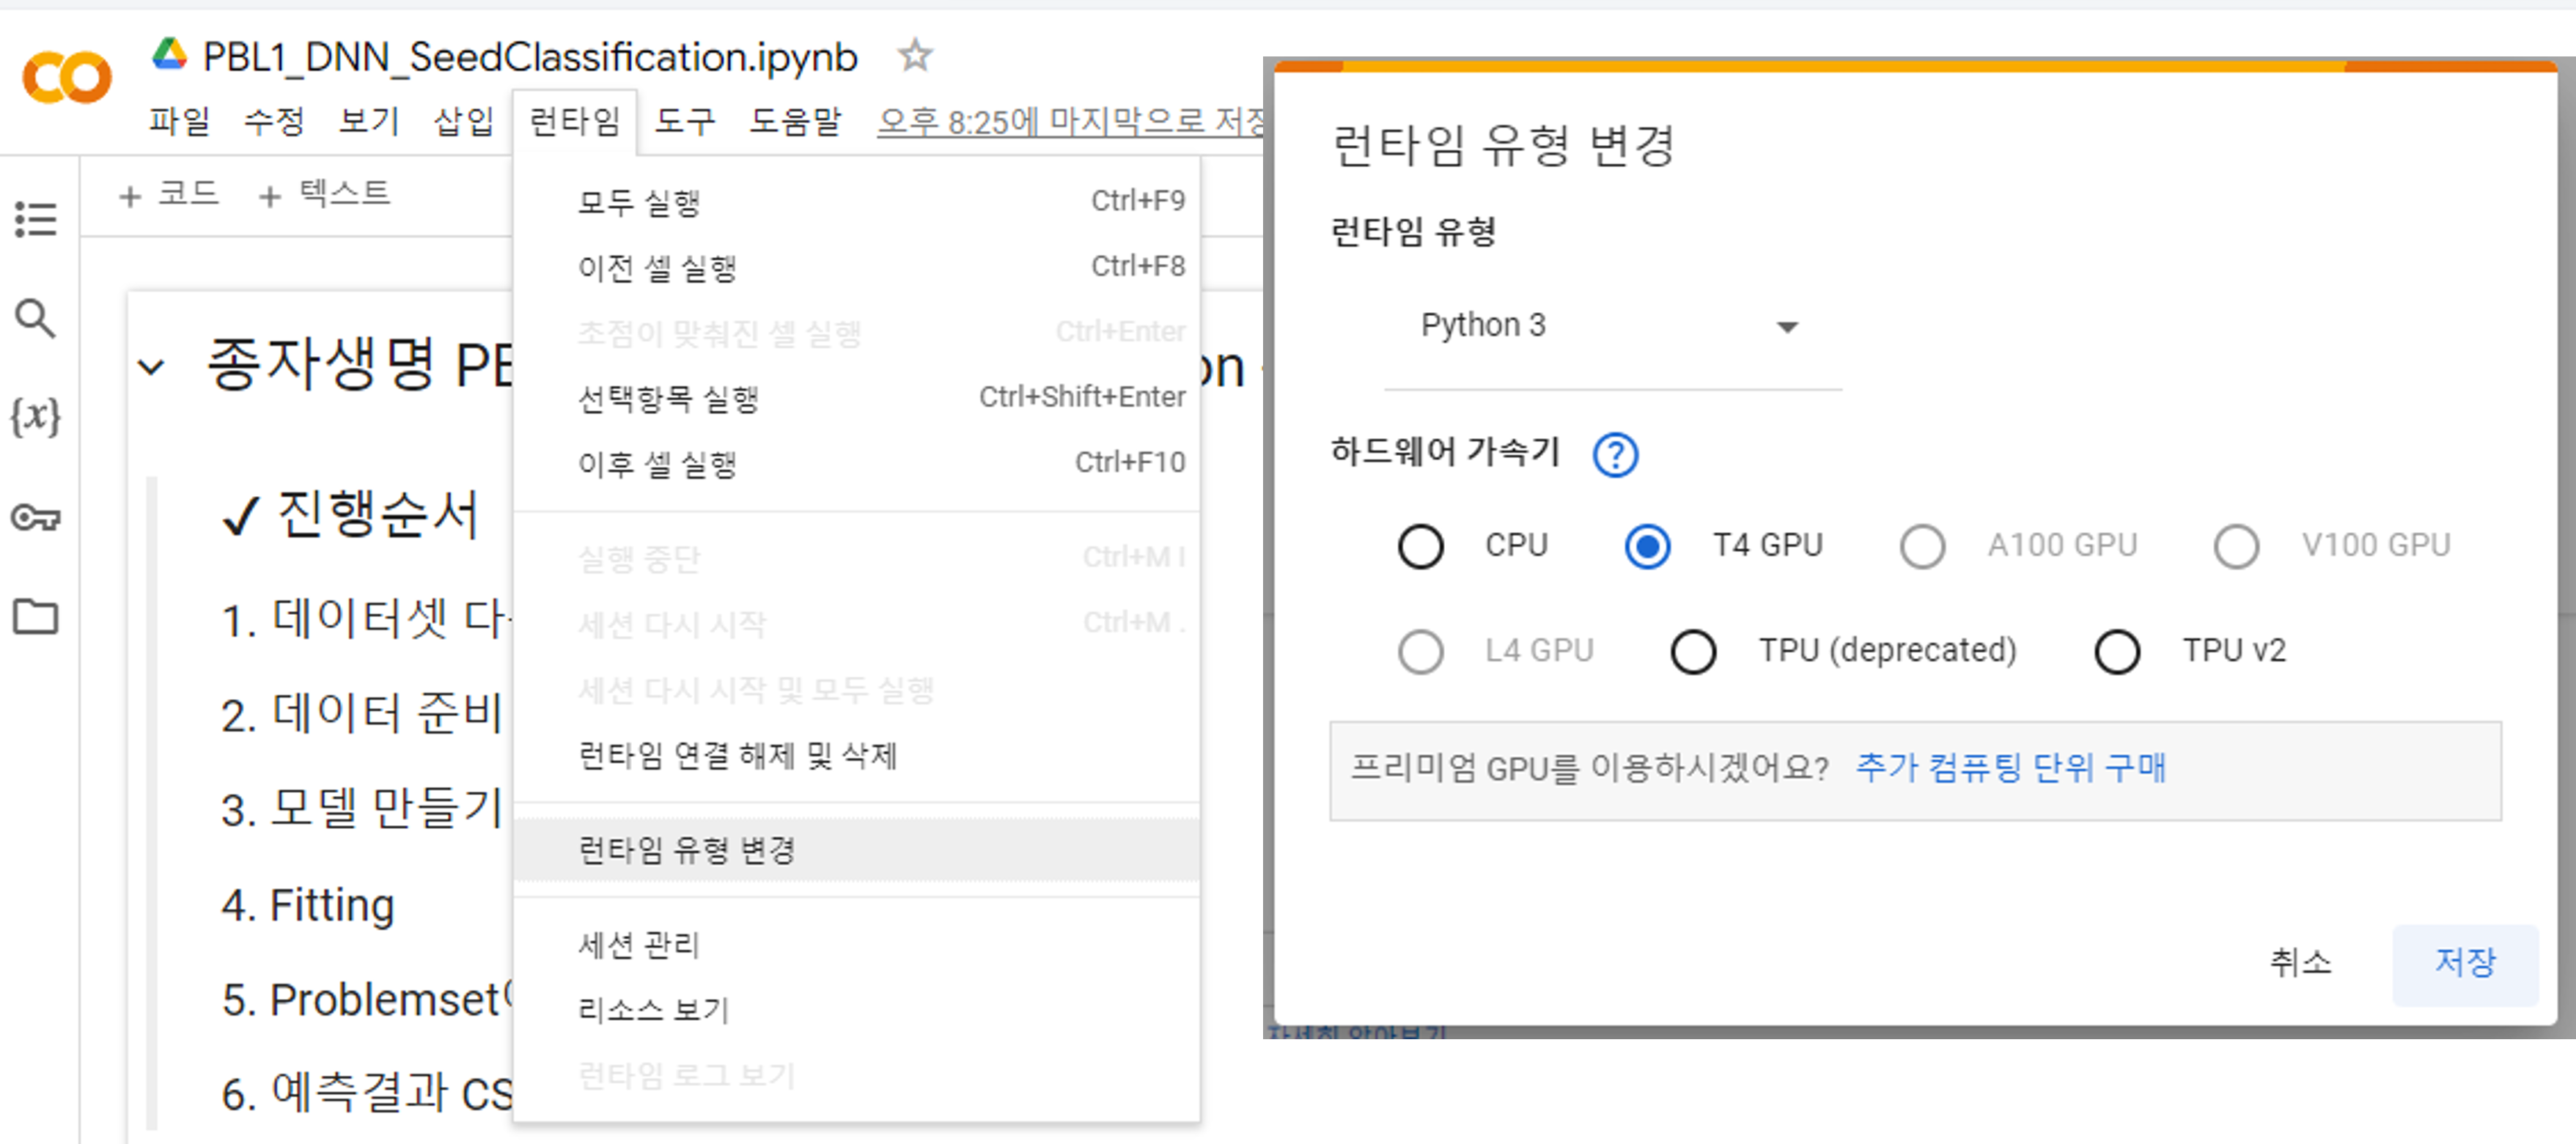 PBL1_DNN_SeedClassification.ipynb
파일 수정 보기 삽입 런타임 도구 도움말 오후 8:25에 마지막으로 저장
+ 코드 + 텍스트
모두 실행 Ctrl+F9
이전 셀 실행 Ctrl+F8
초점이 맞춰진 셀 실행 Ctrl+Enter
선택항목 실행 Ctrl+Shift+Enter
이후 셀 실행 Ctrl+F10
실행 중단 Ctrl+M I
세션 다시 시작 Ctrl+M .
세션 다시 시작 및 모두 실행
런타임 연결 해제 및 삭제
런타임 유형 변경
세션 관리
리소스 보기
런타임 로그 보기
{x}
종자생명
✓ 진행순서
1. 데이터셋
2. 데이터 준비
3. 모델 만들기
4. Fitting
5. Problemset
6. 예측결과
런타임 유형 변경
런타임 유형
Python 3
하드웨어 가속기 ?
CPU T4 GPU A100 GPU V100 GPU
L4 GPU TPU (deprecated) TPU v2
프리미엄 GPU를 이용하시겠어요? 추가 컴퓨팅 단위 구매
취소 저장
자세히 알아보기